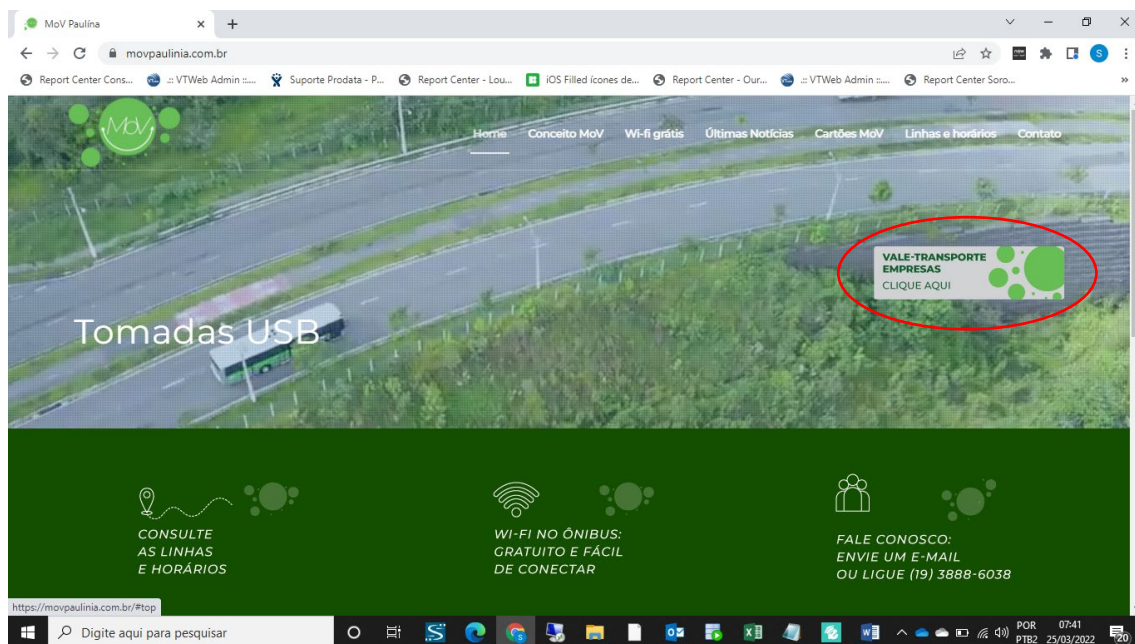 MoV Paulína
movpaulinia.com.br
Report Center Cons...
.:: VTWeb Admin ::....
Suporte Prodata - P...
Report Center - Lou...
iOS Filled ícones de...
Report Center - Our...
.:: VTWeb Admin ::....
Report Center Soro...
»
new
S
MoV
Home
Conceito MoV
Wi-fi grátis
Últimas Notícias
Cartões MoV
Linhas e horários
Contato
VALE-TRANSPORTE
EMPRESAS
CLIQUE AQUI
Tomadas USB
CONSULTE
AS LINHAS
E HORÁRIOS
WI-FI NO ÔNIBUS:
GRATUITO E FÁCIL
DE CONECTAR
FALE CONOSCO:
ENVIE UM E-MAIL
OU LIGUE (19) 3888-6038
https://movpaulinia.com.br/#top
Digite aqui para pesquisar
POR
PTB2
07:41
25/03/2022
20